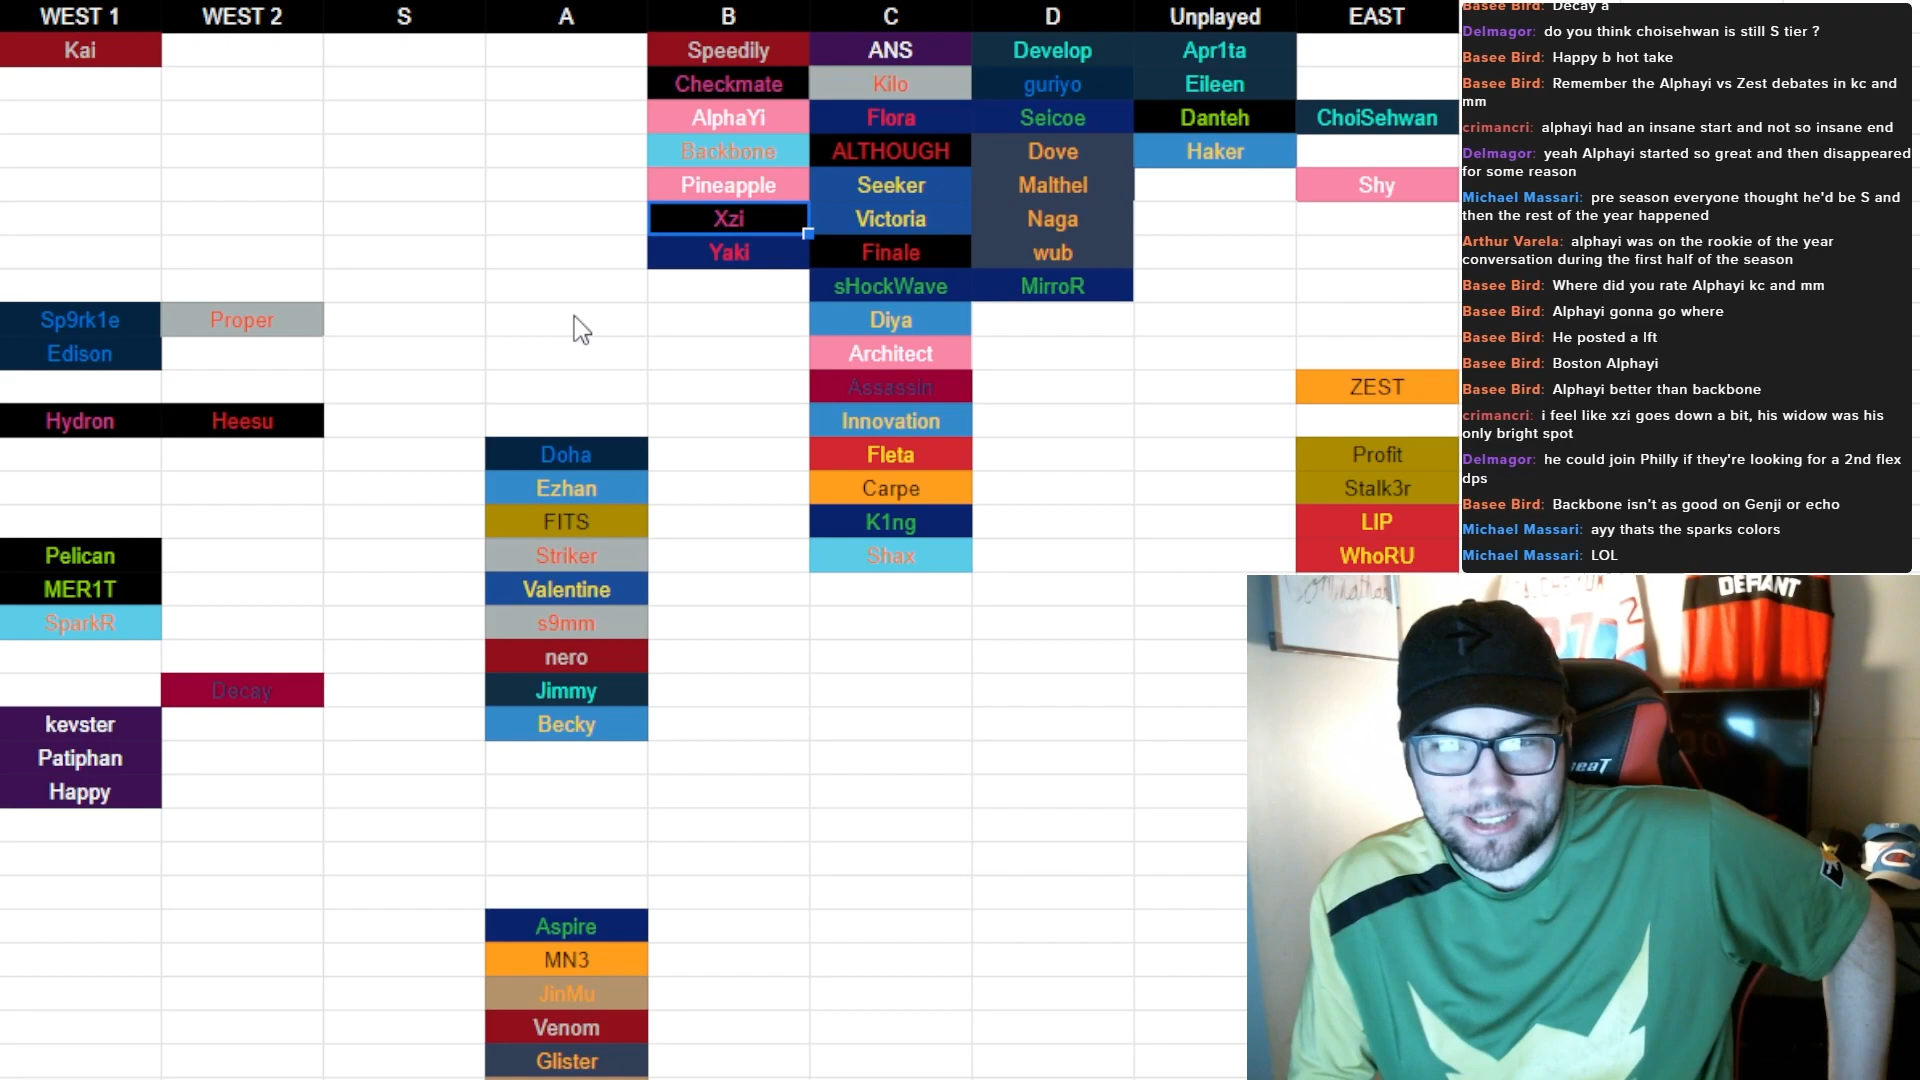 WEST 1 WEST 2 S A B C D Unplayed EAST
Kai Speedily ANS Develop Apr1ta
Checkmate Kilo guriyo Eileen
AlphaYi Flora Seicoe Danteh ChoiSehwan
Backbone ALTHOUGH Dove Haker
Pineapple Seeker Malthel Shy
Xzi Victoria Naga
Yaki Finale wub
sHockWave MirroR
Sp9rk1e Proper Diya
Edison Architect
Assassin ZEST
Hydron Heesu Innovation
Doha Fleta Profit
Ezhan Carpe Stalk3r
FITS K1ng LIP
Pelican Striker Shax WhoRU
MER1T Valentine
SparkR s9mm
nero
Decay Jimmy
kevster Becky
Patiphan
Happy
Aspire
MN3
JinMu
Venom
Glister
Basee Bird: Decay a
Delmagor: do you think choisehwan is still S tier ?
Basee Bird: Happy b hot take
Basee Bird: Remember the Alphayi vs Zest debates in kc and
mm
crimancri: alphayi had an insane start and not so insane end
Delmagor: yeah Alphayi started so great and then disappeared
for some reason
Michael Massari: pre season everyone thought he'd be S and
then the rest of the year happened
Arthur Varela: alphayi was on the rookie of the year
conversation during the first half of the season
Basee Bird: Where did you rate Alphayi kc and mm
Basee Bird: Alphayi gonna go where
Basee Bird: He posted a lft
Basee Bird: Boston Alphayi
Basee Bird: Alphayi better than backbone
crimancri: i feel like xzi goes down a bit, his widow was his
only bright spot
Delmagor: he could join Philly if they're looking for a 2nd flex
dps
Basee Bird: Backbone isn't as good on Genji or echo
Michael Massari: ayy thats the sparks colors
Michael Massari: LOL
DEFIANT